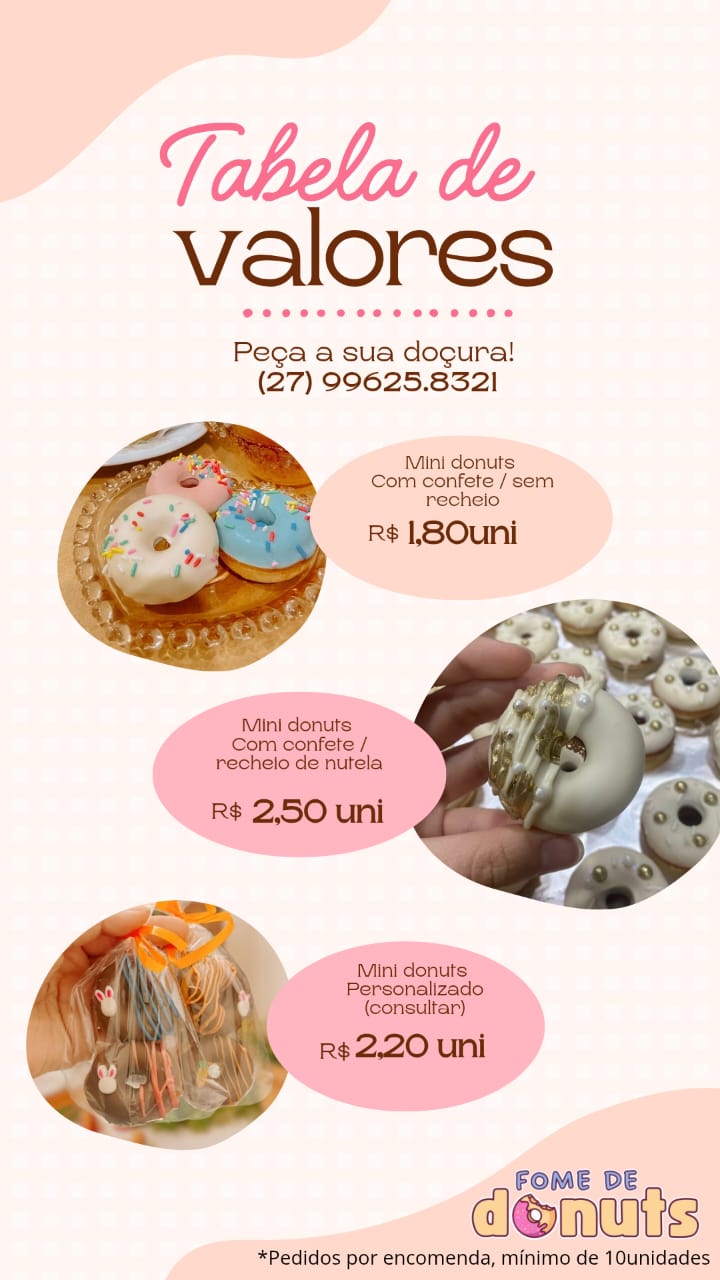 Tabela de
valores
Peça a sua doçura!
(27) 99625.8321
Mini donuts
Com confete / sem
recheio
R$ 1,80uni
Mini donuts
Com confete /
recheio de nutela
R$ 2,50 uni
Mini donuts
Personalizado
(consultar)
R$ 2,20 uni
FOME DE
donuts
*Pedidos por encomenda, mínimo de 10unidades